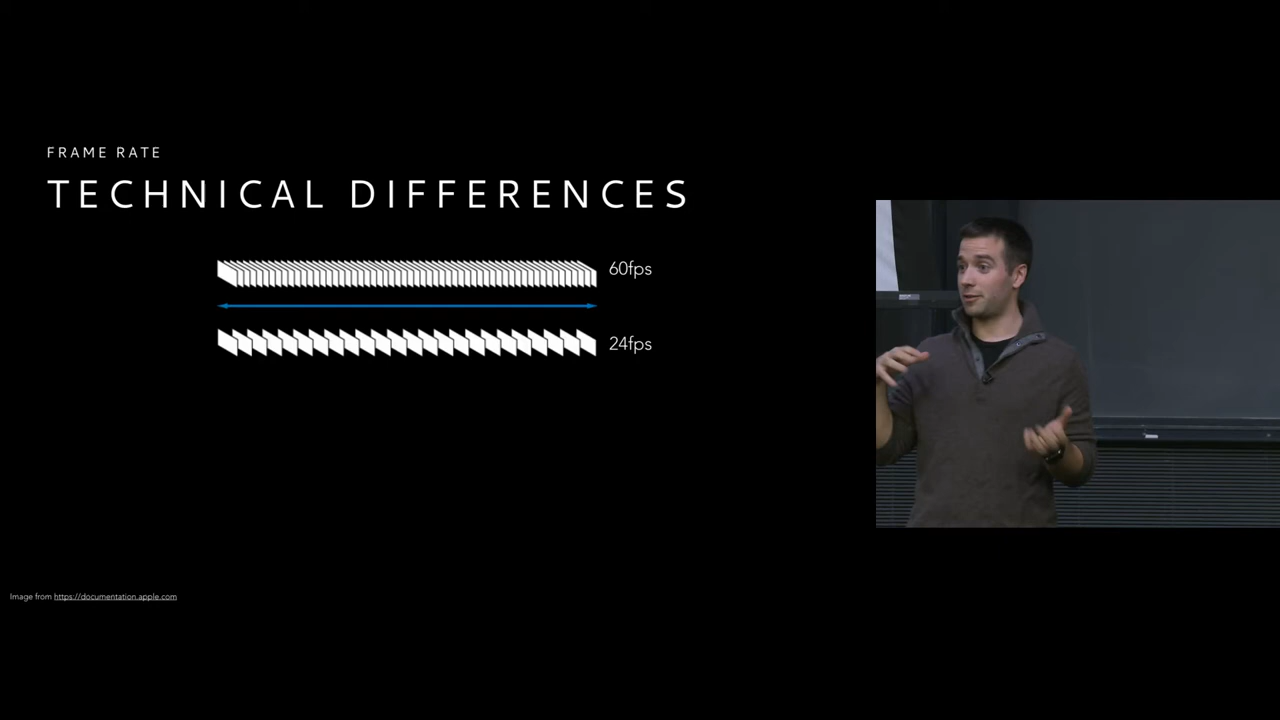 FRAME RATE
TECHNICAL DIFFERENCES
60fps
24fps
Image from https://documentation.apple.com